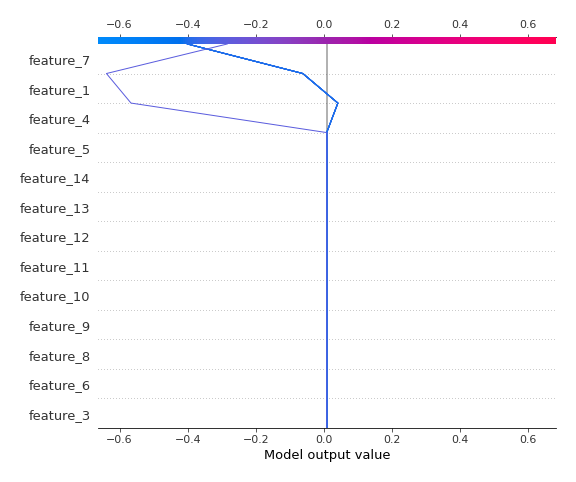 −0.6 −0.4 −0.2 0.0 0.2 0.4 0.6
feature_7
feature_1
feature_4
feature_5
feature_14
feature_13
feature_12
feature_11
feature_10
feature_9
feature_8
feature_6
feature_3
−0.6 −0.4 −0.2 0.0 0.2 0.4 0.6
Model output value